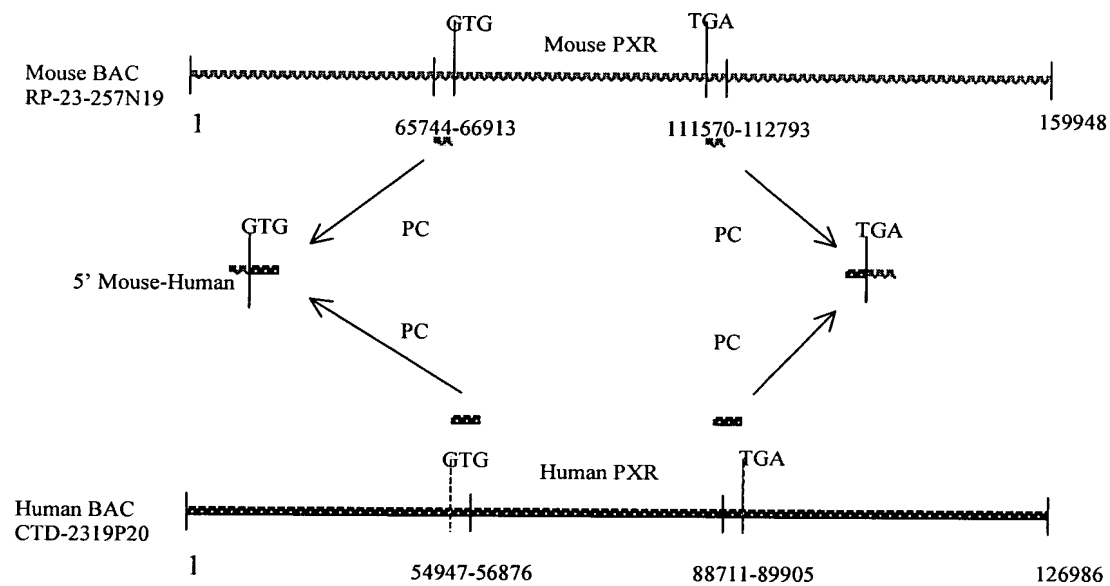 GTG
TGA
Mouse PXR
Mouse BAC
RP-23-257N19
1
65744-66913
111570-112793
159948
GTG
PC
PC
TGA
5' Mouse-Human
PC
PC
GTG
Human PXR
TGA
Human BAC
CTD-2319P20
1
54947-56876
88711-89905
126986